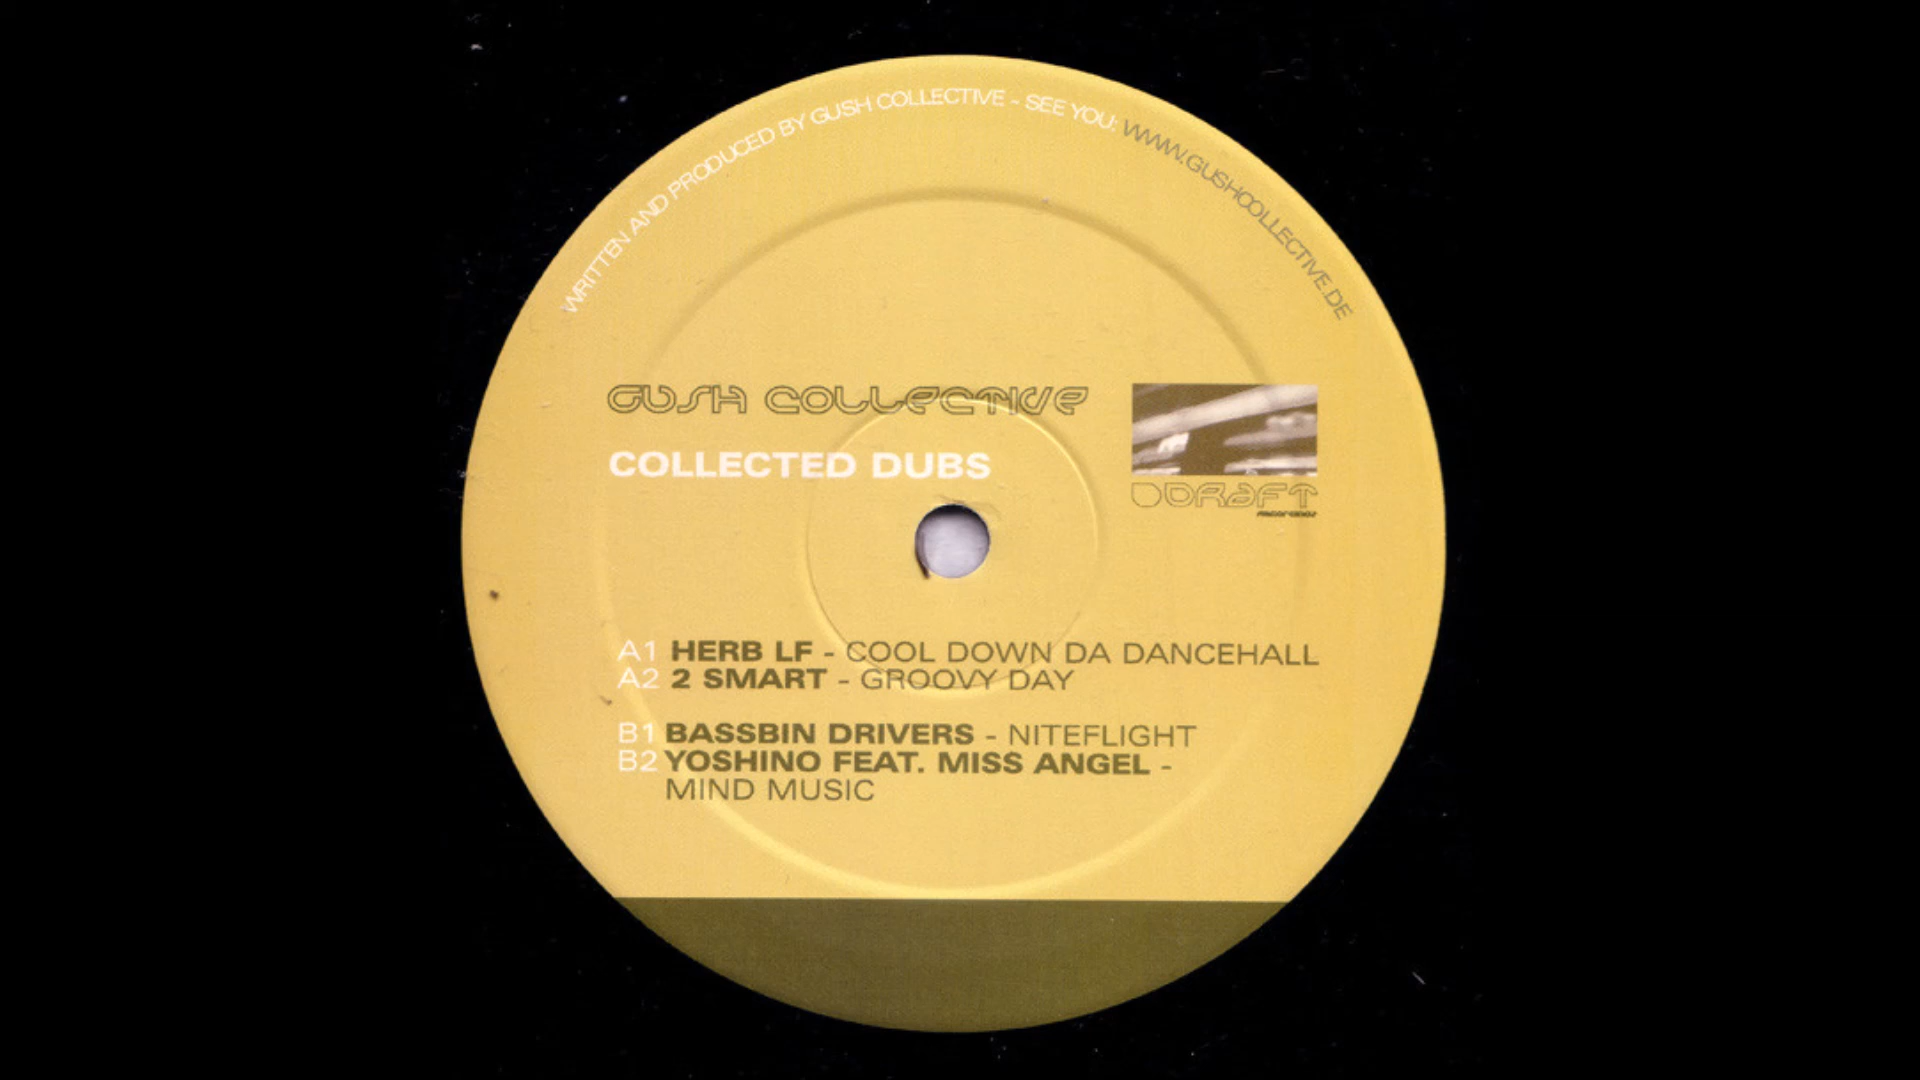 WRITTEN AND PRODUCED BY GUSH COLLECTIVE - SEE YOU: WWW.GUSHCOLLECTIVE.DE
GUSH COLLECTIVE
COLLECTED DUBS
DDRAFT
A1 HERB LF - COOL DOWN DA DANCEHALL
A2 2 SMART - GROOVY DAY
B1 BASSBIN DRIVERS - NITEFLIGHT
B2 YOSHINO FEAT. MISS ANGEL -
MIND MUSIC